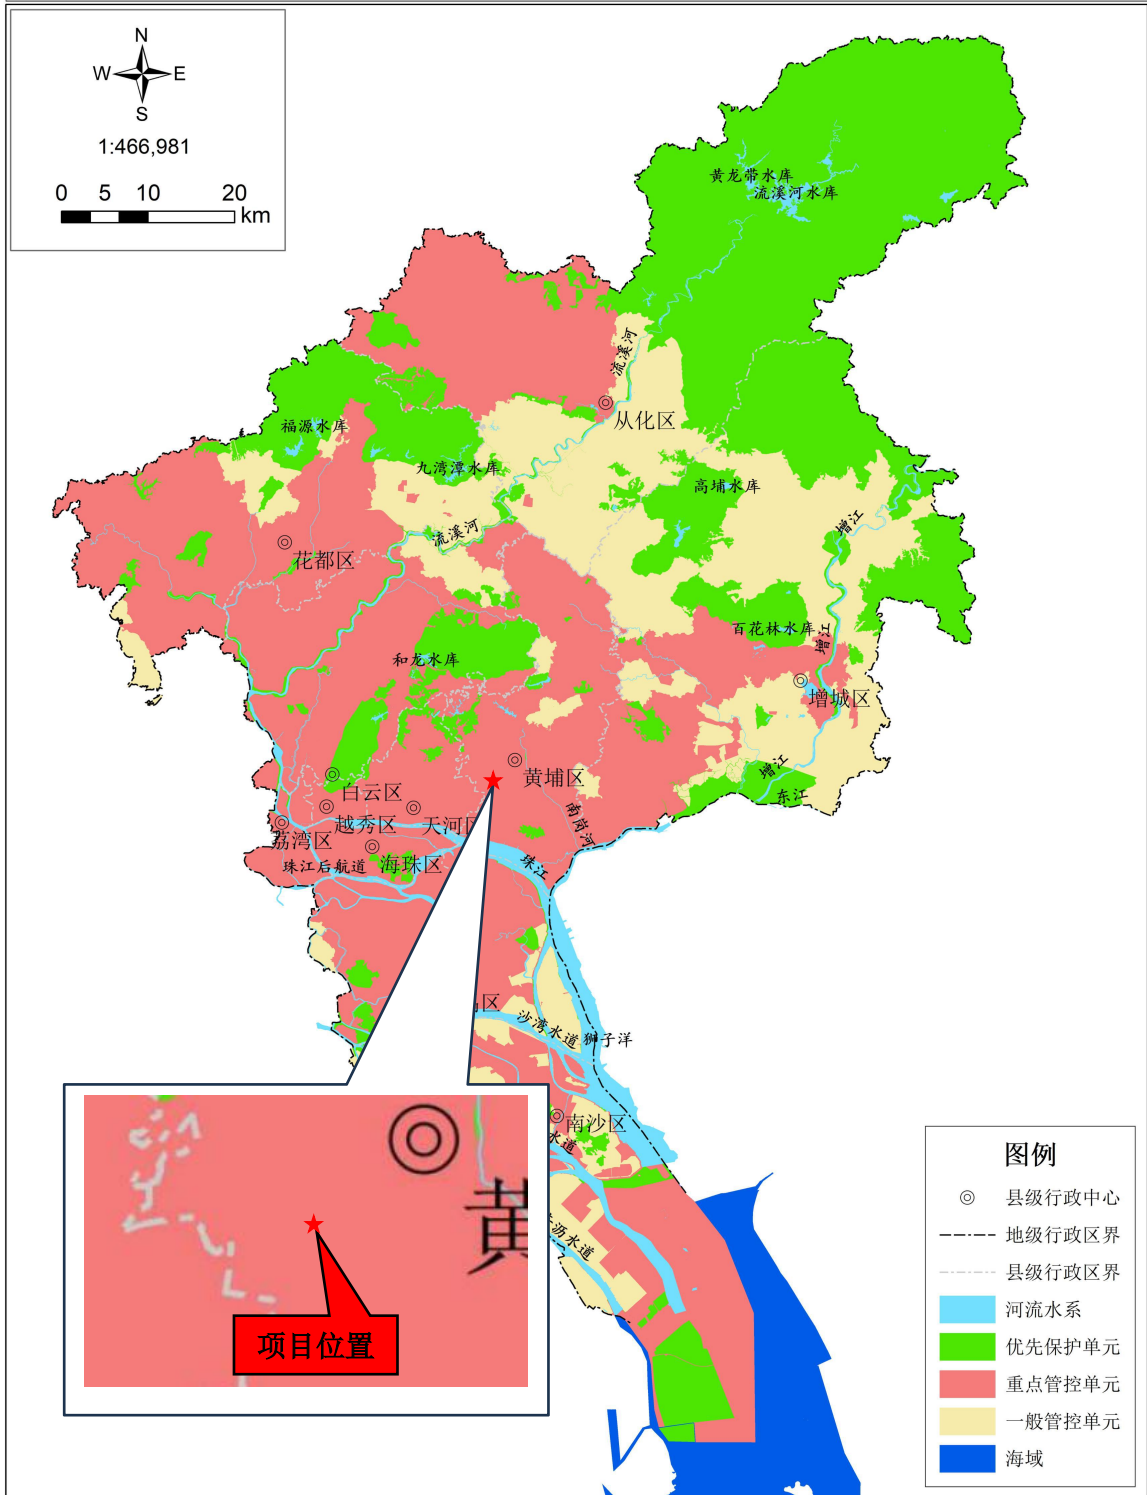 N
W E
S
1:466,981
0 5 10 20
km
黄龙带水库
流溪河水库
流溪河
从化区
福源水库
九湾潭水库
高埔水库
流溪河
增江
花都区
百花林水库
增江
和龙水库
增城区
黄埔区
增江
东江
白云区
越秀区
天河区
南岗河
荔湾区
海珠区
珠江后航道
珠江
区
沙湾水道
狮子洋
南沙区
水道
沥水道
黄
项目位置
图例
县级行政中心
地级行政区界
县级行政区界
河流水系
优先保护单元
重点管控单元
一般管控单元
海域